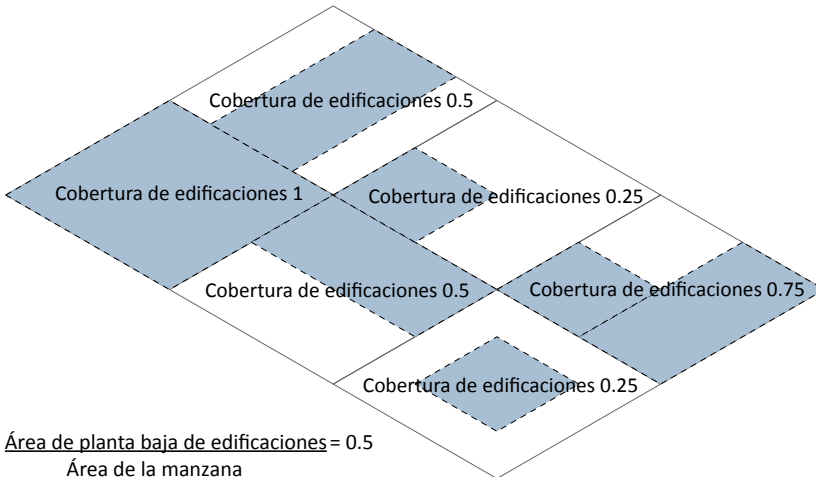 Cobertura de edificaciones 0.5
Cobertura de edificaciones 1
Cobertura de edificaciones 0.25
Cobertura de edificaciones 0.5
Cobertura de edificaciones 0.75
Cobertura de edificaciones 0.25
Área de planta baja de edificaciones = 0.5
Área de la manzana